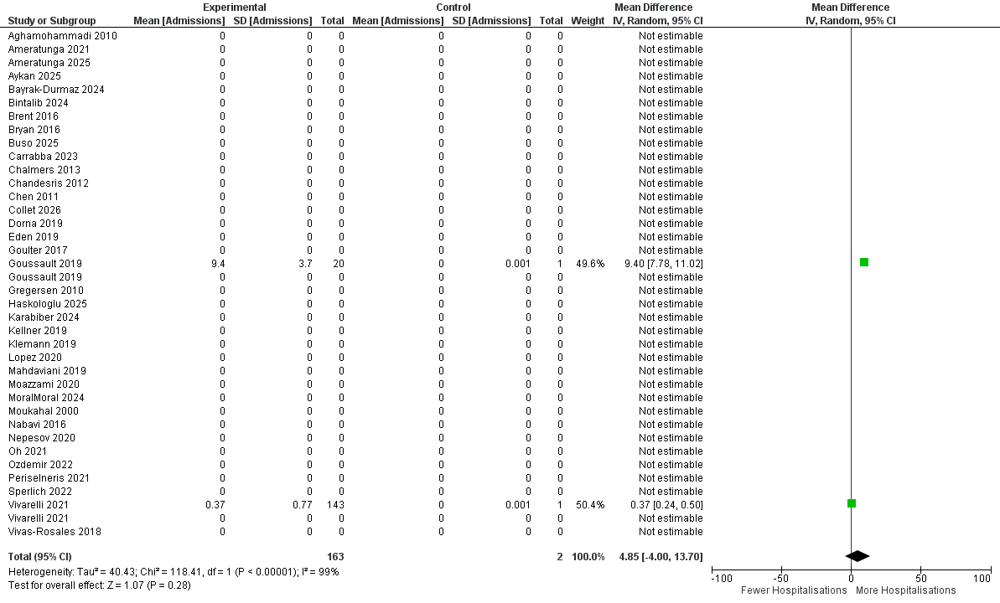 Experimental Control Mean Difference Mean Difference
Study or Subgroup Mean [Admissions] SD [Admissions] Total Mean [Admissions] SD [Admissions] Total Weight IV, Random, 95% CI IV, Random, 95% CI
Aghamohammadi 2010 0 0 0 0 0 0 Not estimable
Ameratunga 2021 0 0 0 0 0 0 Not estimable
Ameratunga 2025 0 0 0 0 0 0 Not estimable
Aykan 2025 0 0 0 0 0 0 Not estimable
Bayrak-Durmaz 2024 0 0 0 0 0 0 Not estimable
Bintalib 2024 0 0 0 0 0 0 Not estimable
Brent 2016 0 0 0 0 0 0 Not estimable
Bryan 2016 0 0 0 0 0 0 Not estimable
Buso 2025 0 0 0 0 0 0 Not estimable
Carrabba 2023 0 0 0 0 0 0 Not estimable
Chalmers 2013 0 0 0 0 0 0 Not estimable
Chandesris 2012 0 0 0 0 0 0 Not estimable
Chen 2011 0 0 0 0 0 0 Not estimable
Collet 2026 0 0 0 0 0 0 Not estimable
Dorna 2019 0 0 0 0 0 0 Not estimable
Eden 2019 0 0 0 0 0 0 Not estimable
Goulter 2017 0 0 0 0 0 0 Not estimable
Goussault 2019 9.4 3.7 20 0 0.001 1 49.6% 9.40 [7.78, 11.02]
Goussault 2019 0 0 0 0 0 0 Not estimable
Gregersen 2010 0 0 0 0 0 0 Not estimable
Haskologlu 2025 0 0 0 0 0 0 Not estimable
Karabiber 2024 0 0 0 0 0 0 Not estimable
Kellner 2019 0 0 0 0 0 0 Not estimable
Klemann 2019 0 0 0 0 0 0 Not estimable
Lopez 2020 0 0 0 0 0 0 Not estimable
Mahdaviani 2019 0 0 0 0 0 0 Not estimable
Moazzami 2020 0 0 0 0 0 0 Not estimable
MoralMoral 2024 0 0 0 0 0 0 Not estimable
Moukahal 2000 0 0 0 0 0 0 Not estimable
Nabavi 2016 0 0 0 0 0 0 Not estimable
Nepesov 2020 0 0 0 0 0 0 Not estimable
Oh 2021 0 0 0 0 0 0 Not estimable
Ozdemir 2022 0 0 0 0 0 0 Not estimable
Periselneris 2021 0 0 0 0 0 0 Not estimable
Sperlich 2022 0 0 0 0 0 0 Not estimable
Vivarelli 2021 0.37 0.77 143 0 0.001 1 50.4% 0.37 [0.24, 0.50]
Vivarelli 2021 0 0 0 0 0 0 Not estimable
Vivas-Rosales 2018 0 0 0 0 0 0 Not estimable
Total (95% CI) 163 2 100.0% 4.85 [-4.00, 13.70]
Heterogeneity: Tau² = 40.43; Chi² = 118.41, df = 1 (P < 0.00001); I² = 99%
Test for overall effect: Z = 1.07 (P = 0.28)
-100 -50 0 50 100
Fewer Hospitalisations More Hospitalisations